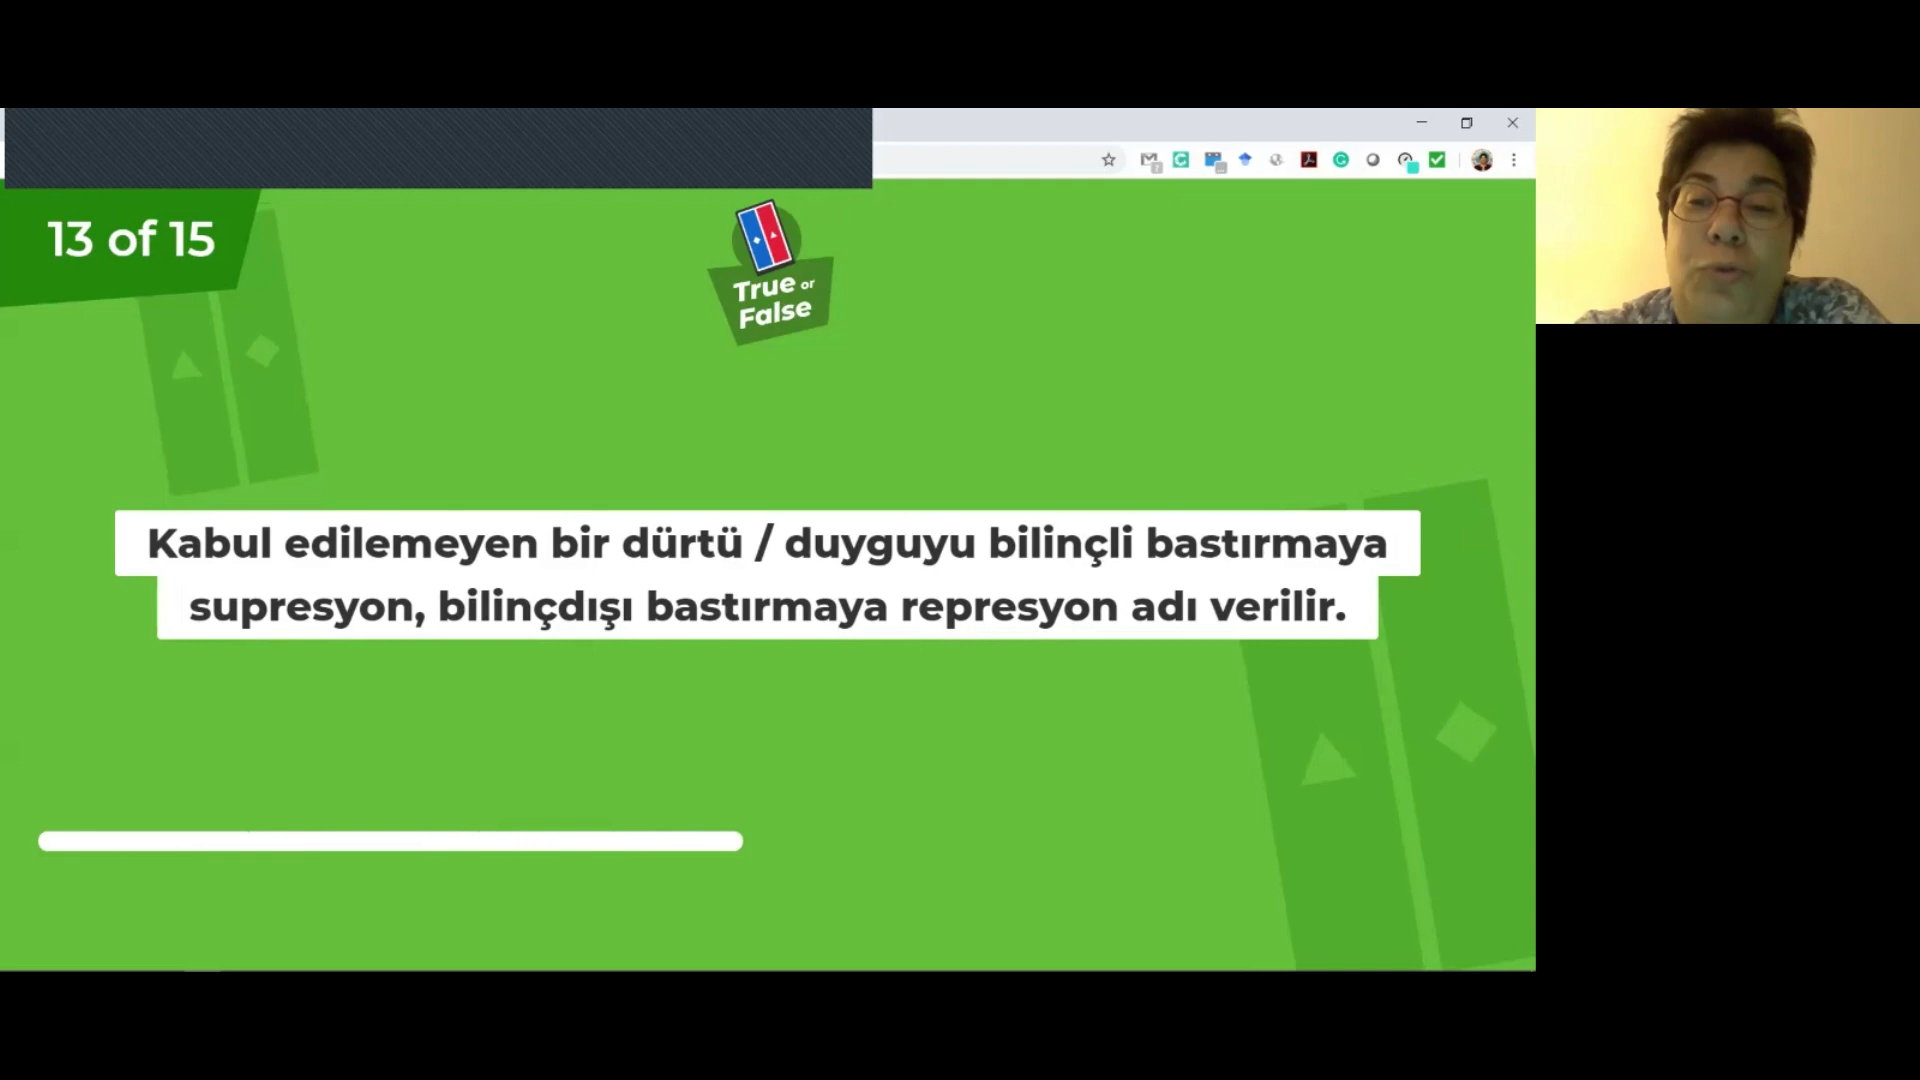 13 of 15
True or
False
Kabul edilemeyen bir dürtü / duyguyu bilinçli bastırmaya
supresyon, bilinçdışı bastırmaya represyon adı verilir.